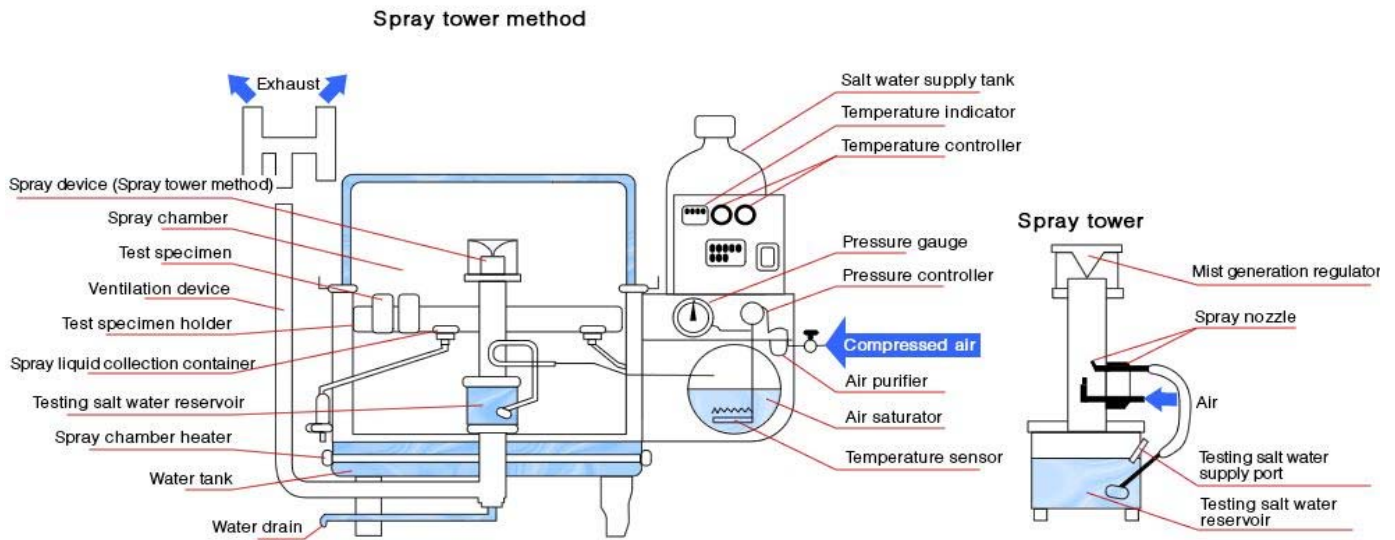 Spray tower method
Exhaust
Spray device (Spray tower method)
Spray chamber
Test specimen
Ventilation device
Test specimen holder
Spray liquid collection container
Testing salt water reservoir
Spray chamber heater
Water tank
Water drain
Salt water supply tank
Temperature indicator
Temperature controller
Pressure gauge
Pressure controller
Compressed air
Air purifier
Air saturator
Temperature sensor
Spray tower
Mist generation regulator
Spray nozzle
Air
Testing salt water
supply port
Testing salt water
reservoir